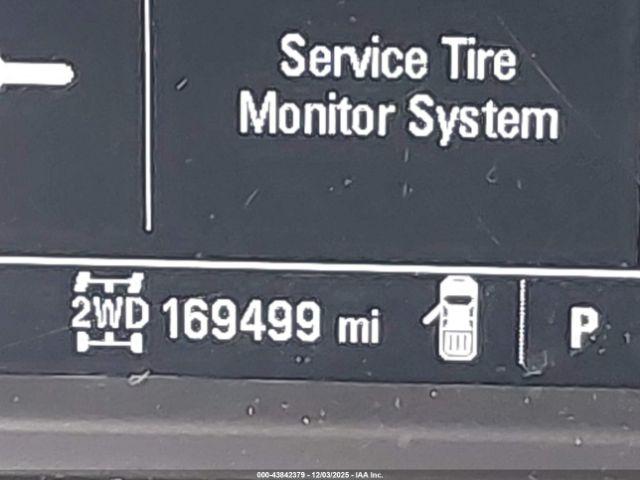 Service Tire
Monitor System
2WD 169499 mi P
000-43842379 - 12/03/2025 - IAA Inc.